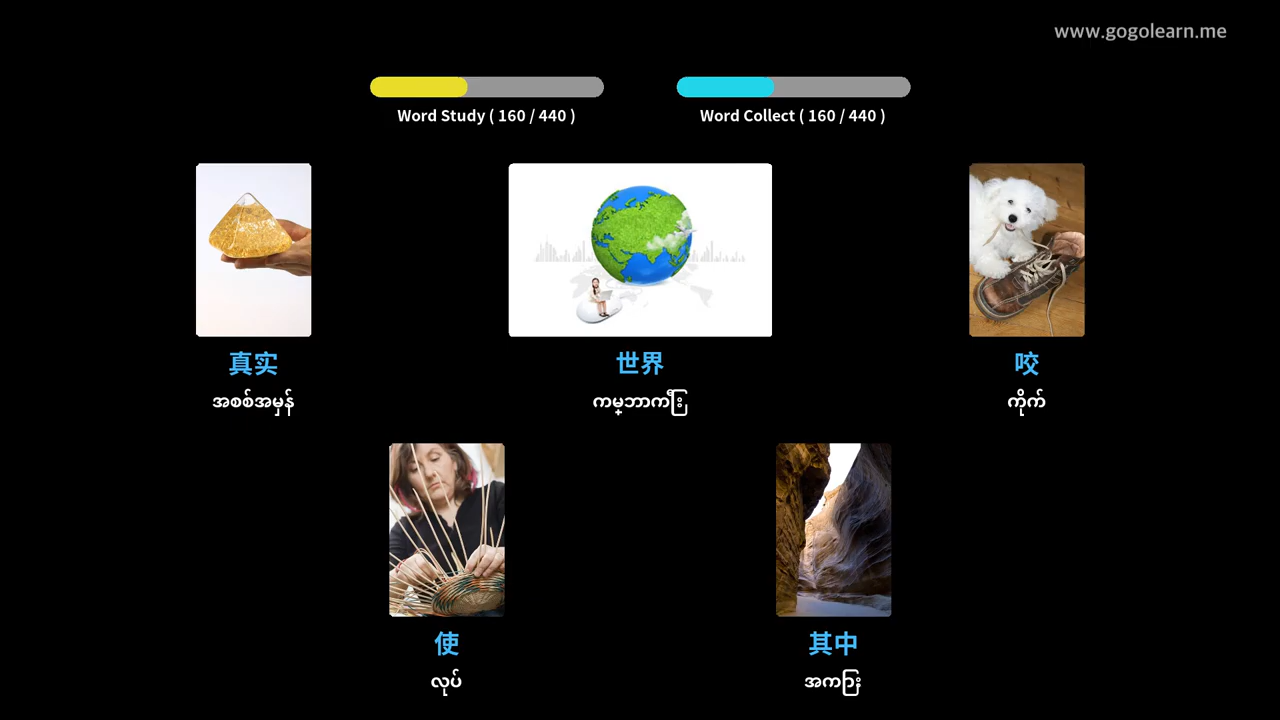 www.gogolearn.me
Word Study ( 160 / 440 )
Word Collect ( 160 / 440 )
真实
အစစ်အမှန်
世界
ကမ္ဘာကြီး
咬
ကိုက်
使
လုပ်
其中
အကြား